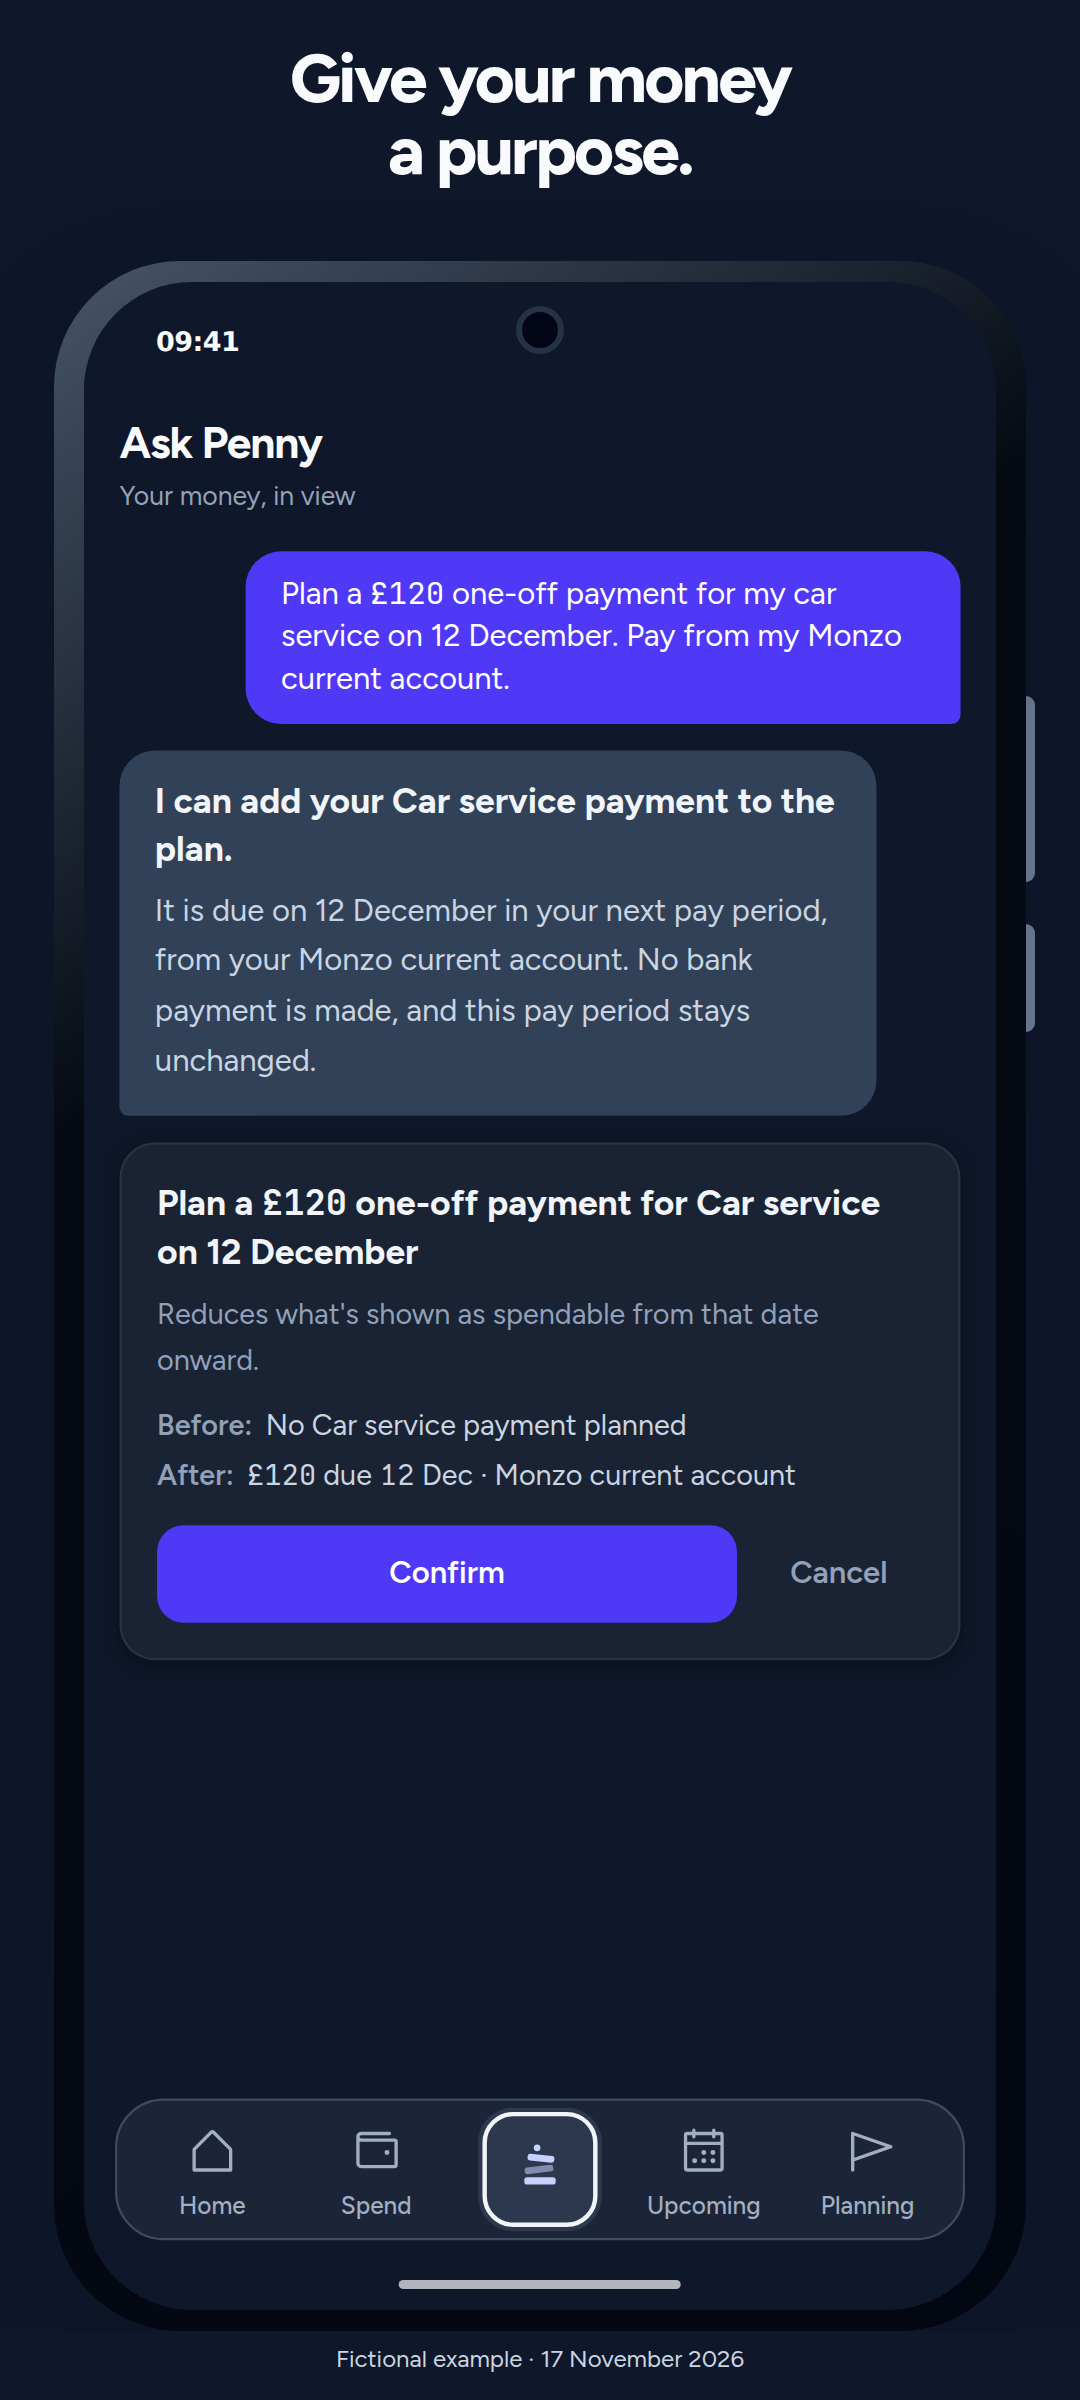 Give your money
a purpose.
09:41
Ask Penny
Your money, in view
Plan a £120 one-off payment for my car
service on 12 December. Pay from my Monzo
current account.
I can add your Car service payment to the
plan.
It is due on 12 December in your next pay period,
from your Monzo current account. No bank
payment is made, and this pay period stays
unchanged.
Plan a £120 one-off payment for Car service
on 12 December
Reduces what's shown as spendable from that date
onward.
Before: No Car service payment planned
After: £120 due 12 Dec · Monzo current account
Confirm Cancel
Home Spend Upcoming Planning
Fictional example · 17 November 2026